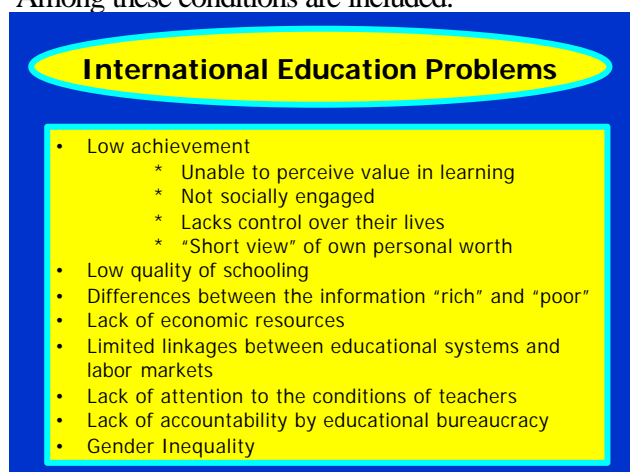 Among these conditions are included:
International Education Problems
• Low achievement
* Unable to perceive value in learning
* Not socially engaged
* Lacks control over their lives
* "Short view" of own personal worth
• Low quality of schooling
• Differences between the information "rich" and "poor"
• Lack of economic resources
• Limited linkages between educational systems and
labor markets
• Lack of attention to the conditions of teachers
• Lack of accountability by educational bureaucracy
• Gender Inequality